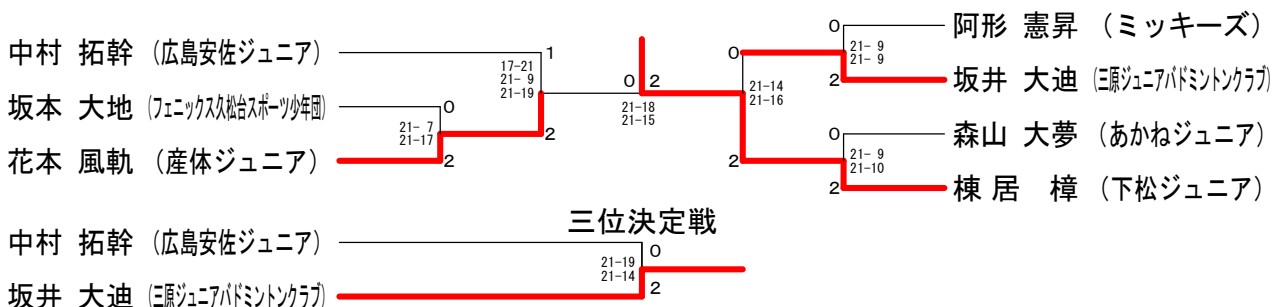 中村 拓幹 (広島安佐ジュニア)
坂本 大地 (フェニックス久松台スポーツ少年団)
花本 風軌 (産体ジュニア)
1
17-21
21- 9
21-19
2
0
21- 7
21-17
2
0 2
21-18
21-15
0
21-14
21-16
2
0
21- 9
21- 9
2
0
21- 9
21-10
2
阿形 憲昇 (ミッキーズ)
坂井 大迪 (三原ジュニアバドミントンクラブ)
森山 大夢 (あかねジュニア)
棟居 樟 (下松ジュニア)
三位決定戦
中村 拓幹 (広島安佐ジュニア)
坂井 大迪 (三原ジュニアバドミントンクラブ)
0
21-19
21-14
2